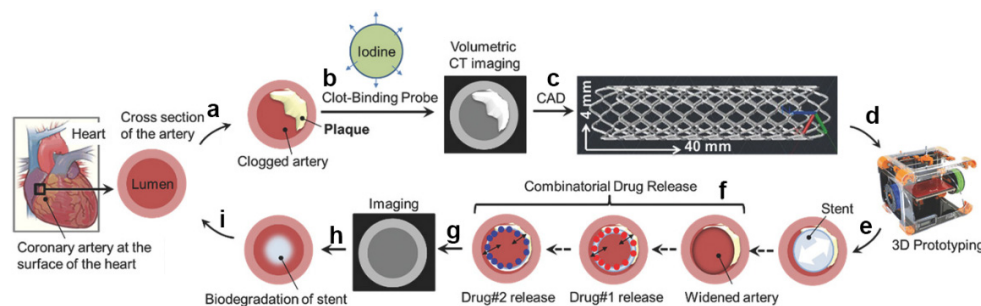 Heart
Cross section
of the artery
Lumen
Coronary artery at the
surface of the heart
a
Clogged artery
Plaque
b
Iodine
Clot-Binding Probe
Volumetric
CT imaging
c
CAD
4 mm
40 mm
d
3D Prototyping
e
Stent
f
Combinatorial Drug Release
Widened artery
Drug#1 release
Drug#2 release
g
Imaging
h
Biodegradation of stent
i